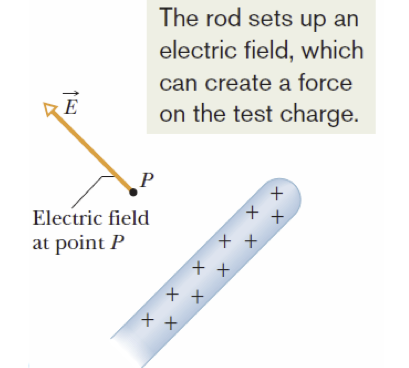 The rod sets up an
electric field, which
can create a force
on the test charge.
E
P
Electric field
at point P
+
+ +
+ +
+ +
+ +
+ +